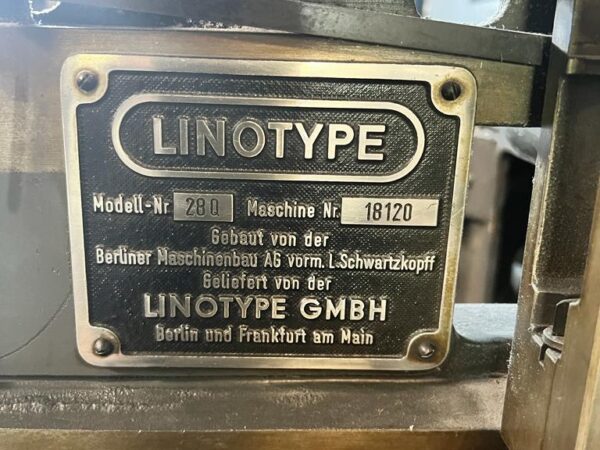 LINOTYPE
Modell-Nr 28 Q Maschine Nr. 18120
Gebaut von der
Berliner Maschinenbau AG vorm. L. Schwartzkopff
Geliefert von der
LINOTYPE GMBH
Berlin und Frankfurt am Main